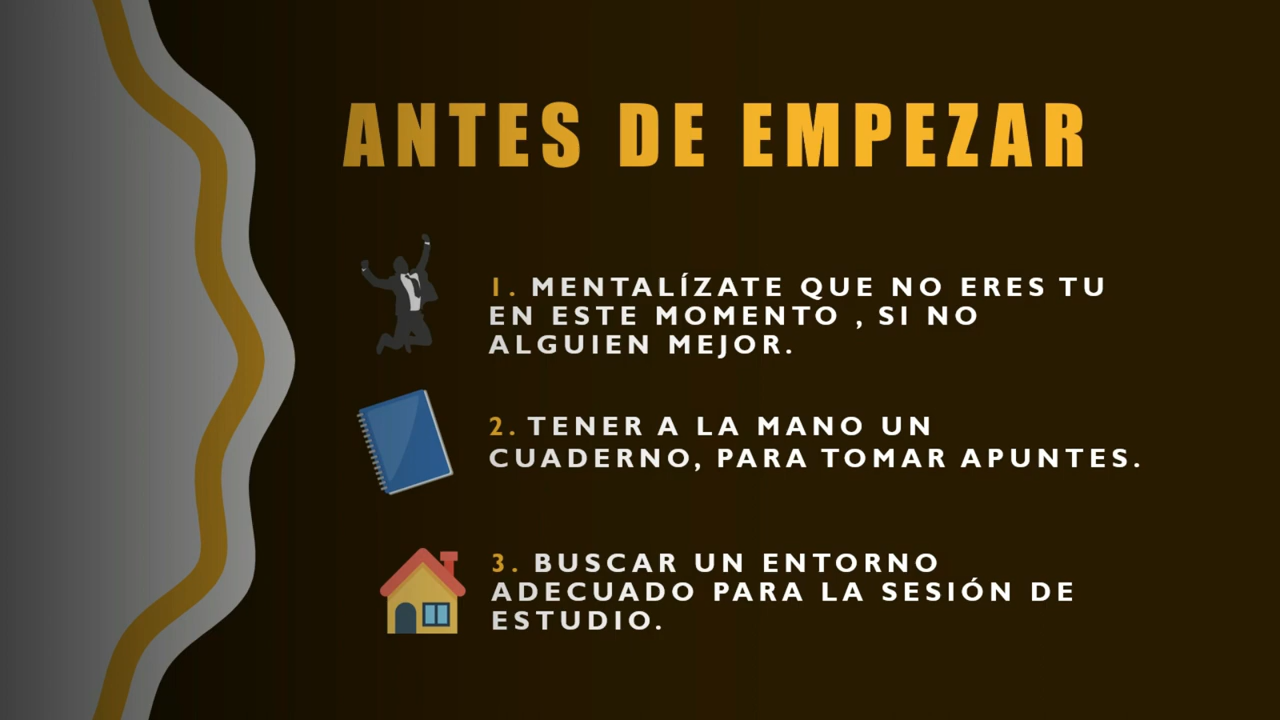 ANTES DE EMPEZAR
1. MENTALÍZATE QUE NO ERES TU
EN ESTE MOMENTO , SI NO
ALGUIEN MEJOR.
2. TENER A LA MANO UN
CUADERNO, PARA TOMAR APUNTES.
3. BUSCAR UN ENTORNO
ADECUADO PARA LA SESIÓN DE
ESTUDIO.